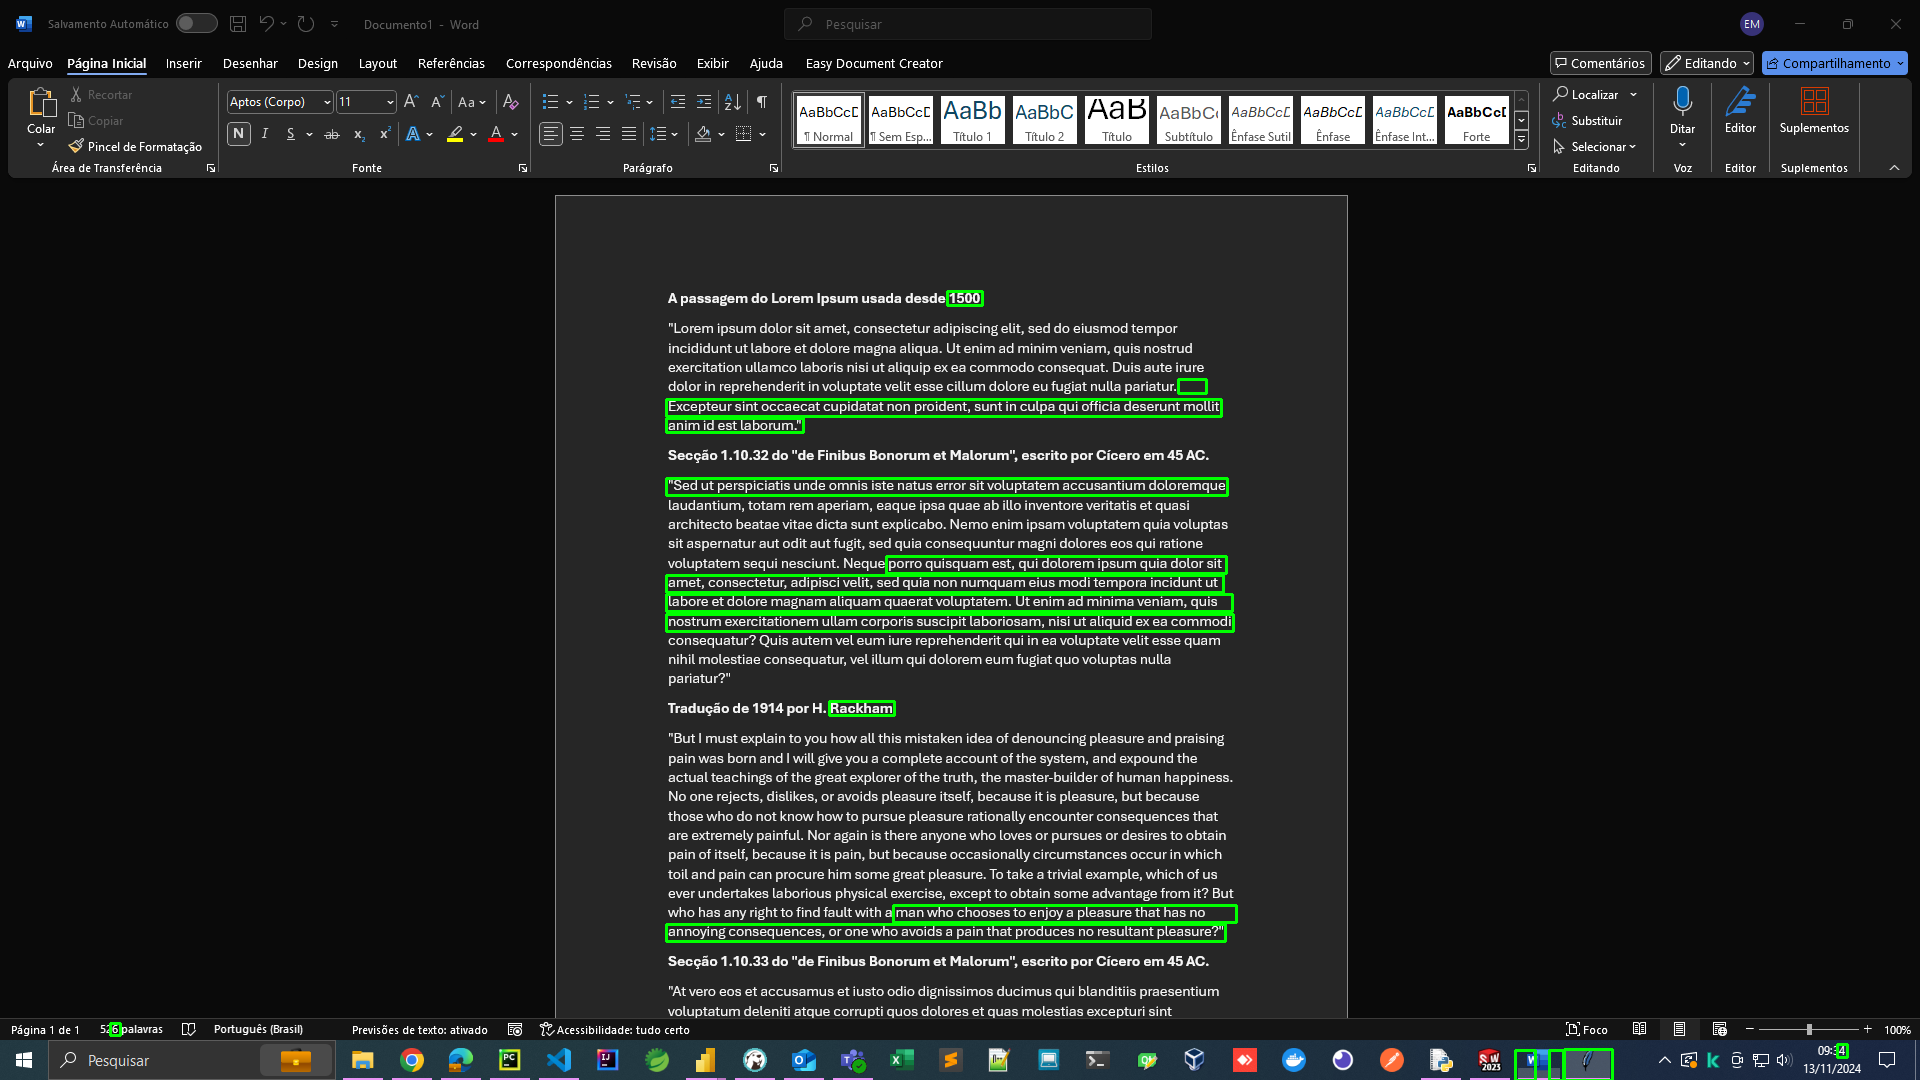 Salvamento Automático
Documento1 - Word
Pesquisar
EM
Arquivo Página Inicial Inserir Desenhar Design Layout Referências Correspondências Revisão Exibir Ajuda Easy Document Creator
Comentários Editando Compartilhamento
Colar
Recortar
Copiar
Pincel de Formatação
Área de Transferência
Aptos (Corpo) 11
Fonte
Parágrafo
AaBbCcD AaBbCcD AaBb AaBbC AaBb AaBbCc AaBbCcD AaBbCcD AaBbCcD AaBbCcD
¶ Normal ¶ Sem Esp... Título 1 Título 2 Título Subtítulo Ênfase Sutil Ênfase Ênfase Int... Forte
Estilos
Localizar
Substituir
Selecionar
Editando
Ditar
Voz
Editor
Editor
Suplementos
Suplementos
A passagem do Lorem Ipsum usada desde 1500
"Lorem ipsum dolor sit amet, consectetur adipiscing elit, sed do eiusmod tempor
incididunt ut labore et dolore magna aliqua. Ut enim ad minim veniam, quis nostrud
exercitation ullamco laboris nisi ut aliquip ex ea commodo consequat. Duis aute irure
dolor in reprehenderit in voluptate velit esse cillum dolore eu fugiat nulla pariatur.
Excepteur sint occaecat cupidatat non proident, sunt in culpa qui officia deserunt mollit
anim id est laborum."
Secção 1.10.32 do "de Finibus Bonorum et Malorum", escrito por Cícero em 45 AC.
"Sed ut perspiciatis unde omnis iste natus error sit voluptatem accusantium doloremque
laudantium, totam rem aperiam, eaque ipsa quae ab illo inventore veritatis et quasi
architecto beatae vitae dicta sunt explicabo. Nemo enim ipsam voluptatem quia voluptas
sit aspernatur aut odit aut fugit, sed quia consequuntur magni dolores eos qui ratione
voluptatem sequi nesciunt. Neque porro quisquam est, qui dolorem ipsum quia dolor sit
amet, consectetur, adipisci velit, sed quia non numquam eius modi tempora incidunt ut
labore et dolore magnam aliquam quaerat voluptatem. Ut enim ad minima veniam, quis
nostrum exercitationem ullam corporis suscipit laboriosam, nisi ut aliquid ex ea commodi
consequatur? Quis autem vel eum iure reprehenderit qui in ea voluptate velit esse quam
nihil molestiae consequatur, vel illum qui dolorem eum fugiat quo voluptas nulla
pariatur?"
Tradução de 1914 por H. Rackham
"But I must explain to you how all this mistaken idea of denouncing pleasure and praising
pain was born and I will give you a complete account of the system, and expound the
actual teachings of the great explorer of the truth, the master-builder of human happiness.
No one rejects, dislikes, or avoids pleasure itself, because it is pleasure, but because
those who do not know how to pursue pleasure rationally encounter consequences that
are extremely painful. Nor again is there anyone who loves or pursues or desires to obtain
pain of itself, because it is pain, but because occasionally circumstances occur in which
toil and pain can procure him some great pleasure. To take a trivial example, which of us
ever undertakes laborious physical exercise, except to obtain some advantage from it? But
who has any right to find fault with a man who chooses to enjoy a pleasure that has no
annoying consequences, or one who avoids a pain that produces no resultant pleasure?"
Secção 1.10.33 do "de Finibus Bonorum et Malorum", escrito por Cícero em 45 AC.
"At vero eos et accusamus et iusto odio dignissimos ducimus qui blanditiis praesentium
voluptatum deleniti atque corrupti quos dolores et quas molestias excepturi sint
Página 1 de 1 526 palavras Português (Brasil) Previsões de texto: ativado Acessibilidade: tudo certo Foco 100%
Pesquisar
09:34
13/11/2024